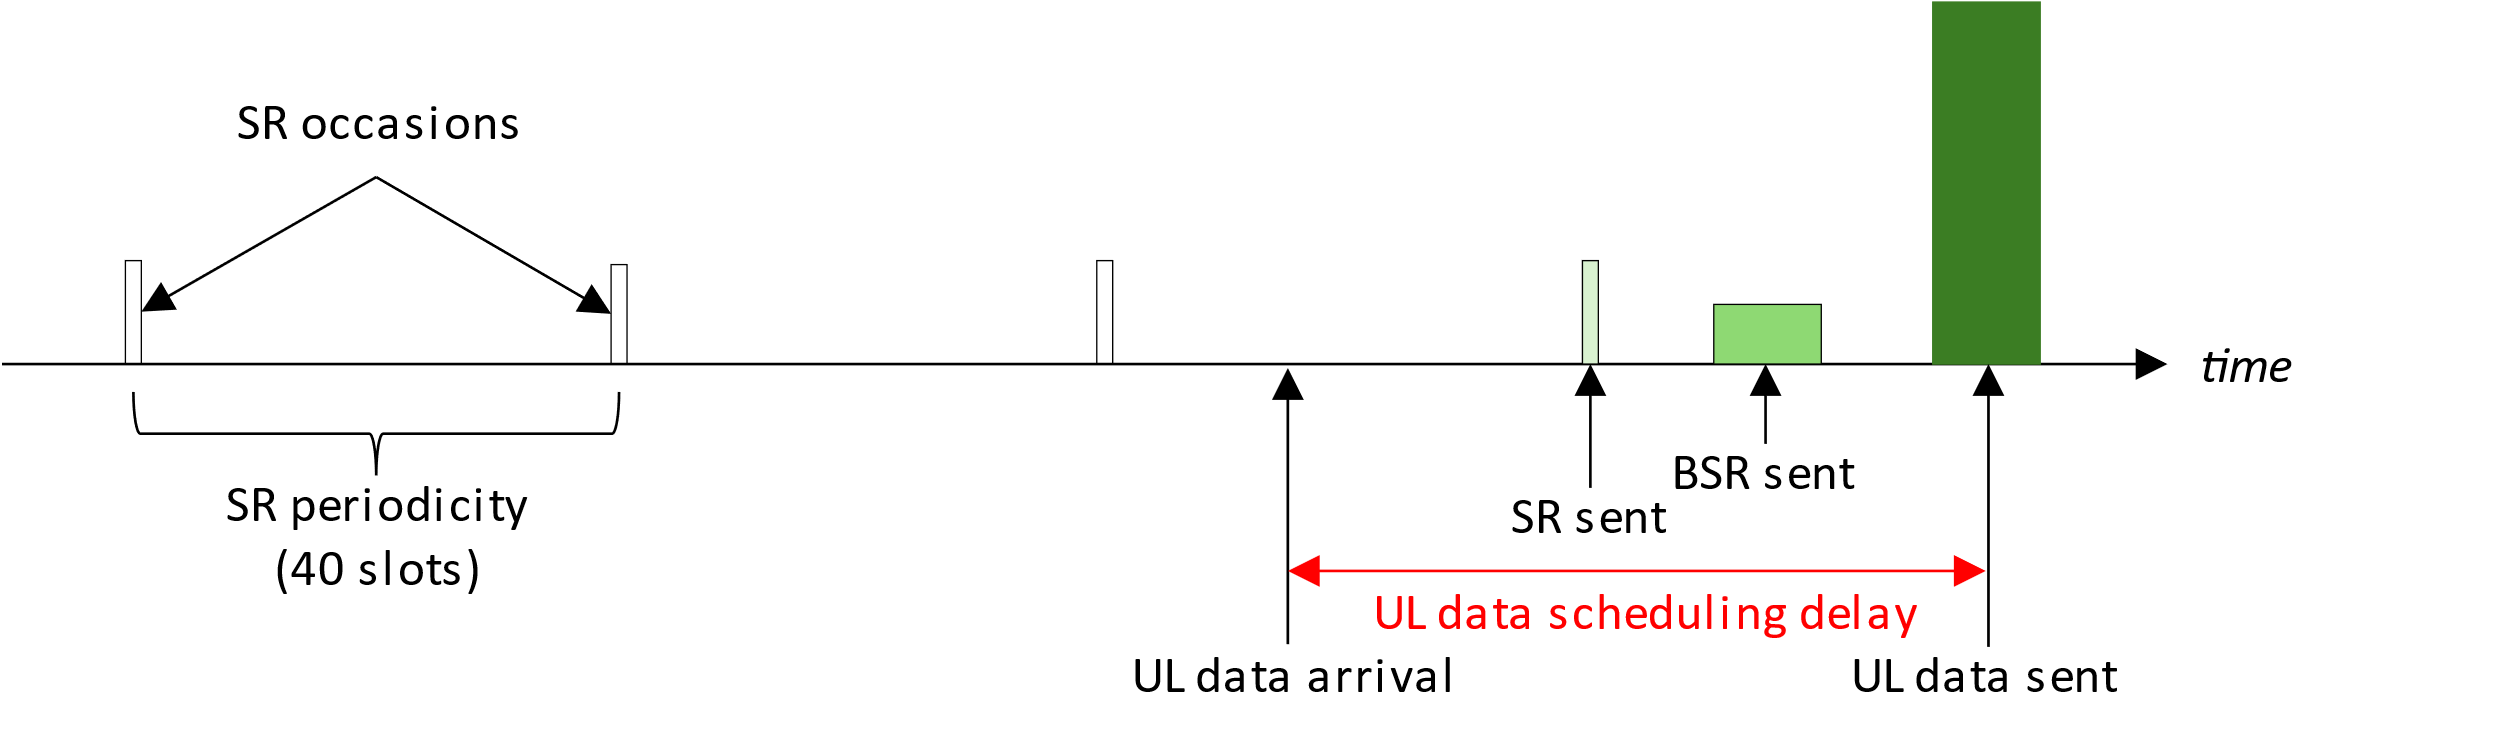 SR occasions
time
SR periodicity
(40 slots)
BSR sent
SR sent
UL data scheduling delay
UL data arrival
UL data sent